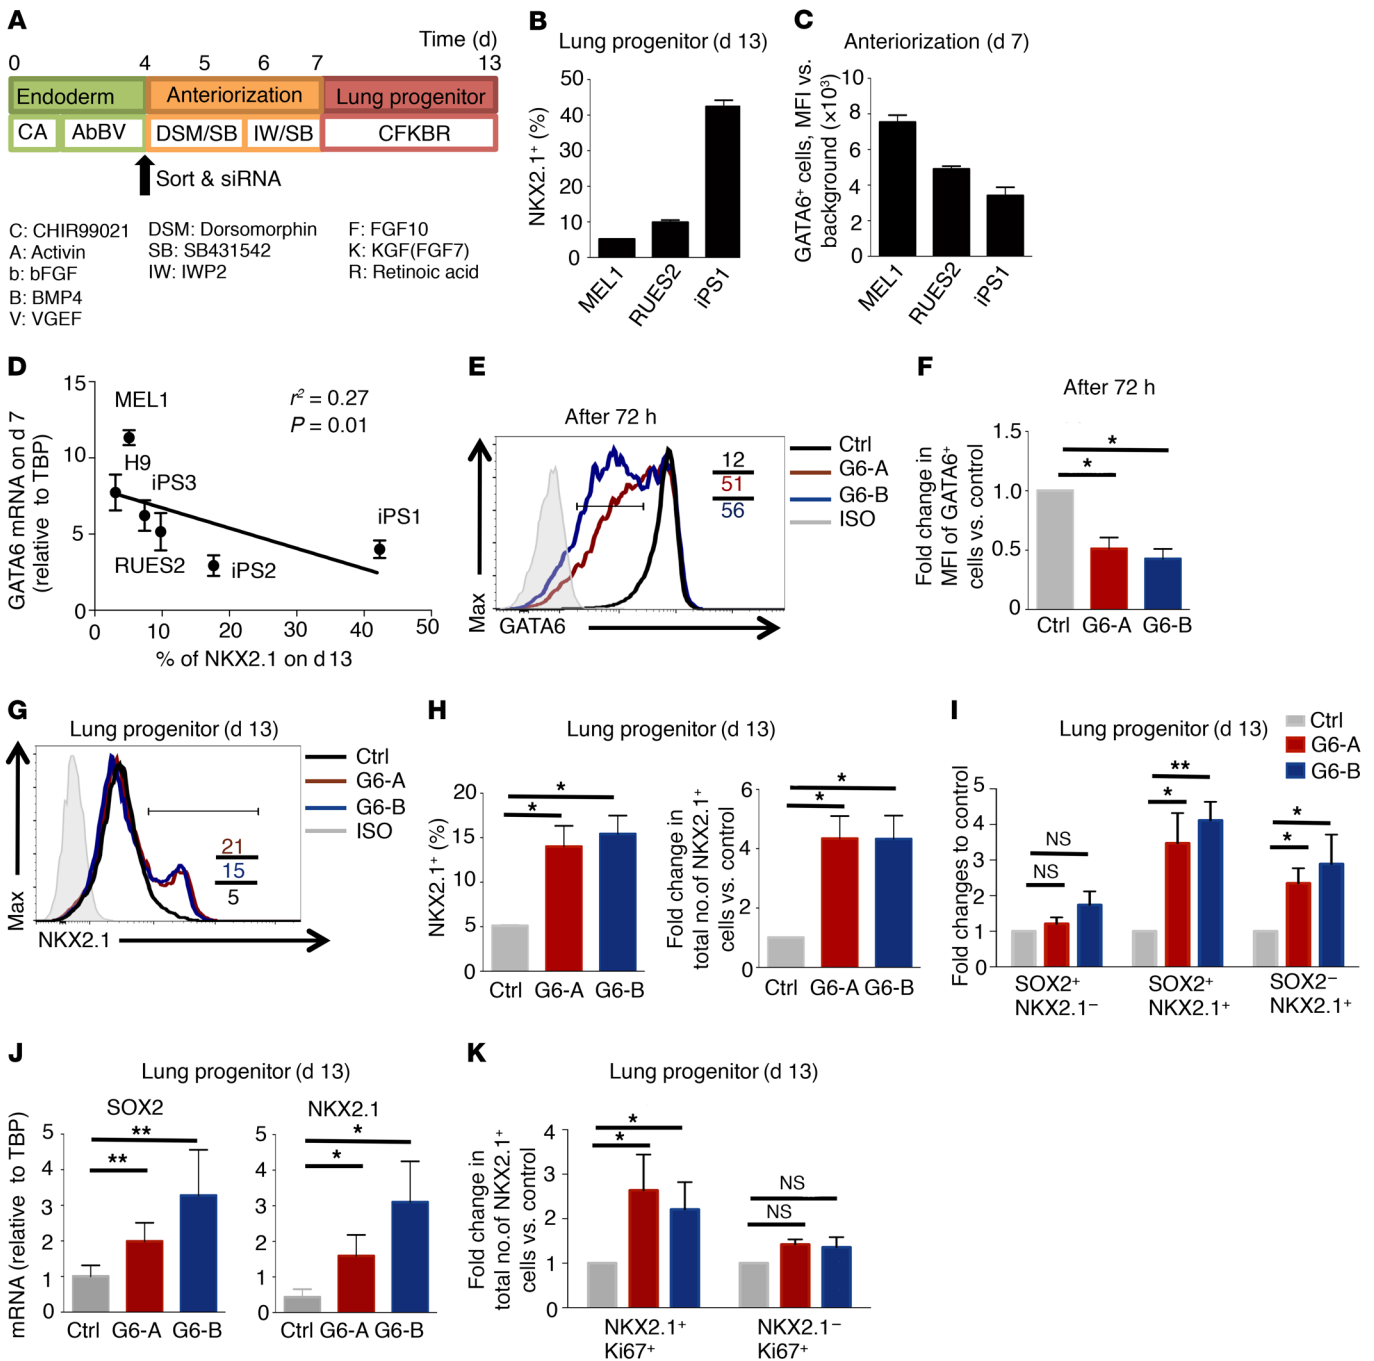 A
Time (d)
0 4 5 6 7 13
Endoderm Anteriorization Lung progenitor
CA AbBV DSM/SB IW/SB CFKBR
Sort & siRNA
C: CHIR99021
A: Activin
b: bFGF
B: BMP4
V: VGEF
DSM: Dorsomorphin
SB: SB431542
IW: IWP2
F: FGF10
K: KGF(FGF7)
R: Retinoic acid
B
Lung progenitor (d 13)
NKX2.1⁺ (%)
50
40
30
20
10
0
MEL1 RUES2 iPS1
C
Anteriorization (d 7)
GATA6⁺ cells, MFI vs.
background (×10³)
10
8
6
4
2
0
MEL1 RUES2 iPS1
D
GATA6 mRNA on d 7
(relative to TBP)
15
10
5
0
MEL1
H9
iPS3
RUES2
iPS2
iPS1
r² = 0.27
P = 0.01
0 10 20 30 40 50
% of NKX2.1 on d13
E
After 72 h
Max
GATA6
12
51
56
Ctrl
G6-A
G6-B
ISO
F
After 72 h
Fold change in
MFI of GATA6⁺
cells vs. control
1.5
1.0
0.5
0
*
*
Ctrl G6-A G6-B
G
Lung progenitor (d 13)
Max
NKX2.1
21
15
5
Ctrl
G6-A
G6-B
ISO
H
Lung progenitor (d 13)
NKX2.1⁺ (%)
20
15
10
5
0
*
*
Ctrl G6-A G6-B
Fold change in
total no.of NKX2.1⁺
cells vs. control
6
4
2
0
*
*
Ctrl G6-A G6-B
I
Lung progenitor (d 13)
Ctrl
G6-A
G6-B
Fold changes to control
5
4
3
2
1
0
NS
NS
**
*
*
*
SOX2⁺
NKX2.1⁻
SOX2⁺
NKX2.1⁺
SOX2⁻
NKX2.1⁺
J
Lung progenitor (d 13)
mRNA (relative to TBP)
SOX2
5
4
3
2
1
0
**
**
Ctrl G6-A G6-B
NKX2.1
5
4
3
2
1
0
*
*
Ctrl G6-A G6-B
K
Lung progenitor (d 13)
Fold change in
total no.of NKX2.1⁺
cells vs. control
4
3
2
1
0
*
*
NS
NS
NKX2.1⁺
Ki67⁺
NKX2.1⁻
Ki67⁺